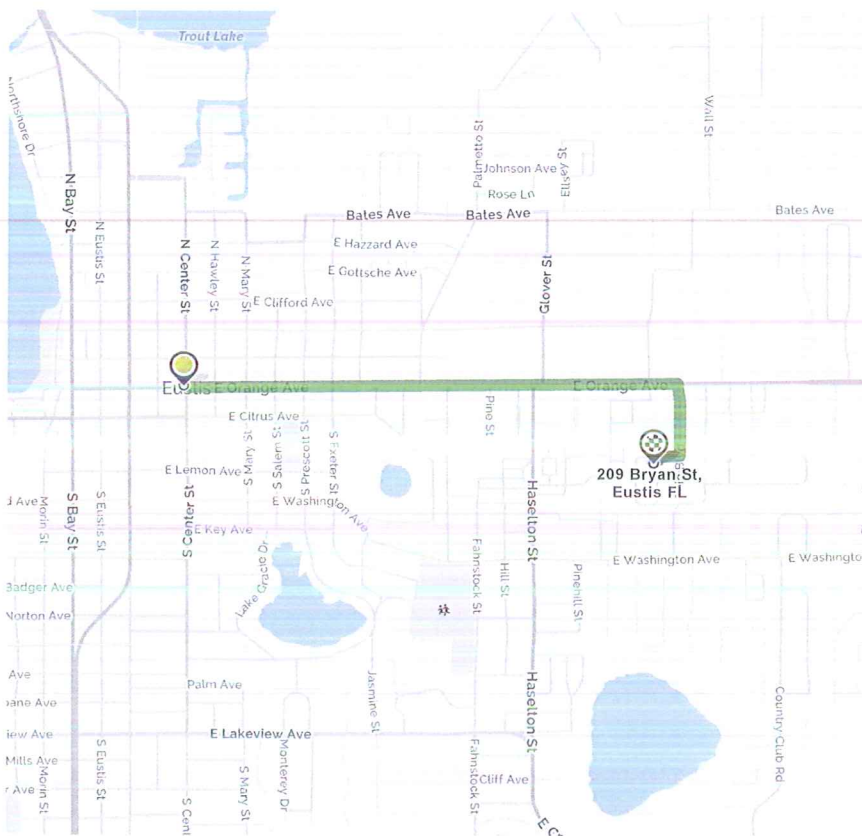 Trout Lake
Northshore Dr
Wall St
Palmetto St
Johnson Ave
Ellsey St
Rose Ln
N Bay St
Bates Ave
Bates Ave
Bates Ave
N Eustis St
N Center St
N Hawley St
N Mary St
E Hazzard Ave
E Gottsche Ave
Glover St
E Clifford Ave
Eustis
E Orange Ave
E Orange Ave
E Citrus Ave
Pine St
S Mary St
S Salem St
S Prescott St
S Exeter St
E Lemon Ave
209 Bryan St,
Eustis FL
S Bay St
S Eustis St
Morin St
S Center St
E Washington Ave
Haselton St
E Key Ave
E Washington Ave
E Washingto
Fahnstock St
Hill St
Pinehill St
Badger Ave
Lake Gracie Dr
Norton Ave
Ave
Palm Ave
Jasmine St
Haselton St
Country Club Rd
E Lakeview Ave
Mills Ave
S Eustis St
Morin St
S Mary St
Monterey Dr
Fahnstock St
Cliff Ave
S Cent